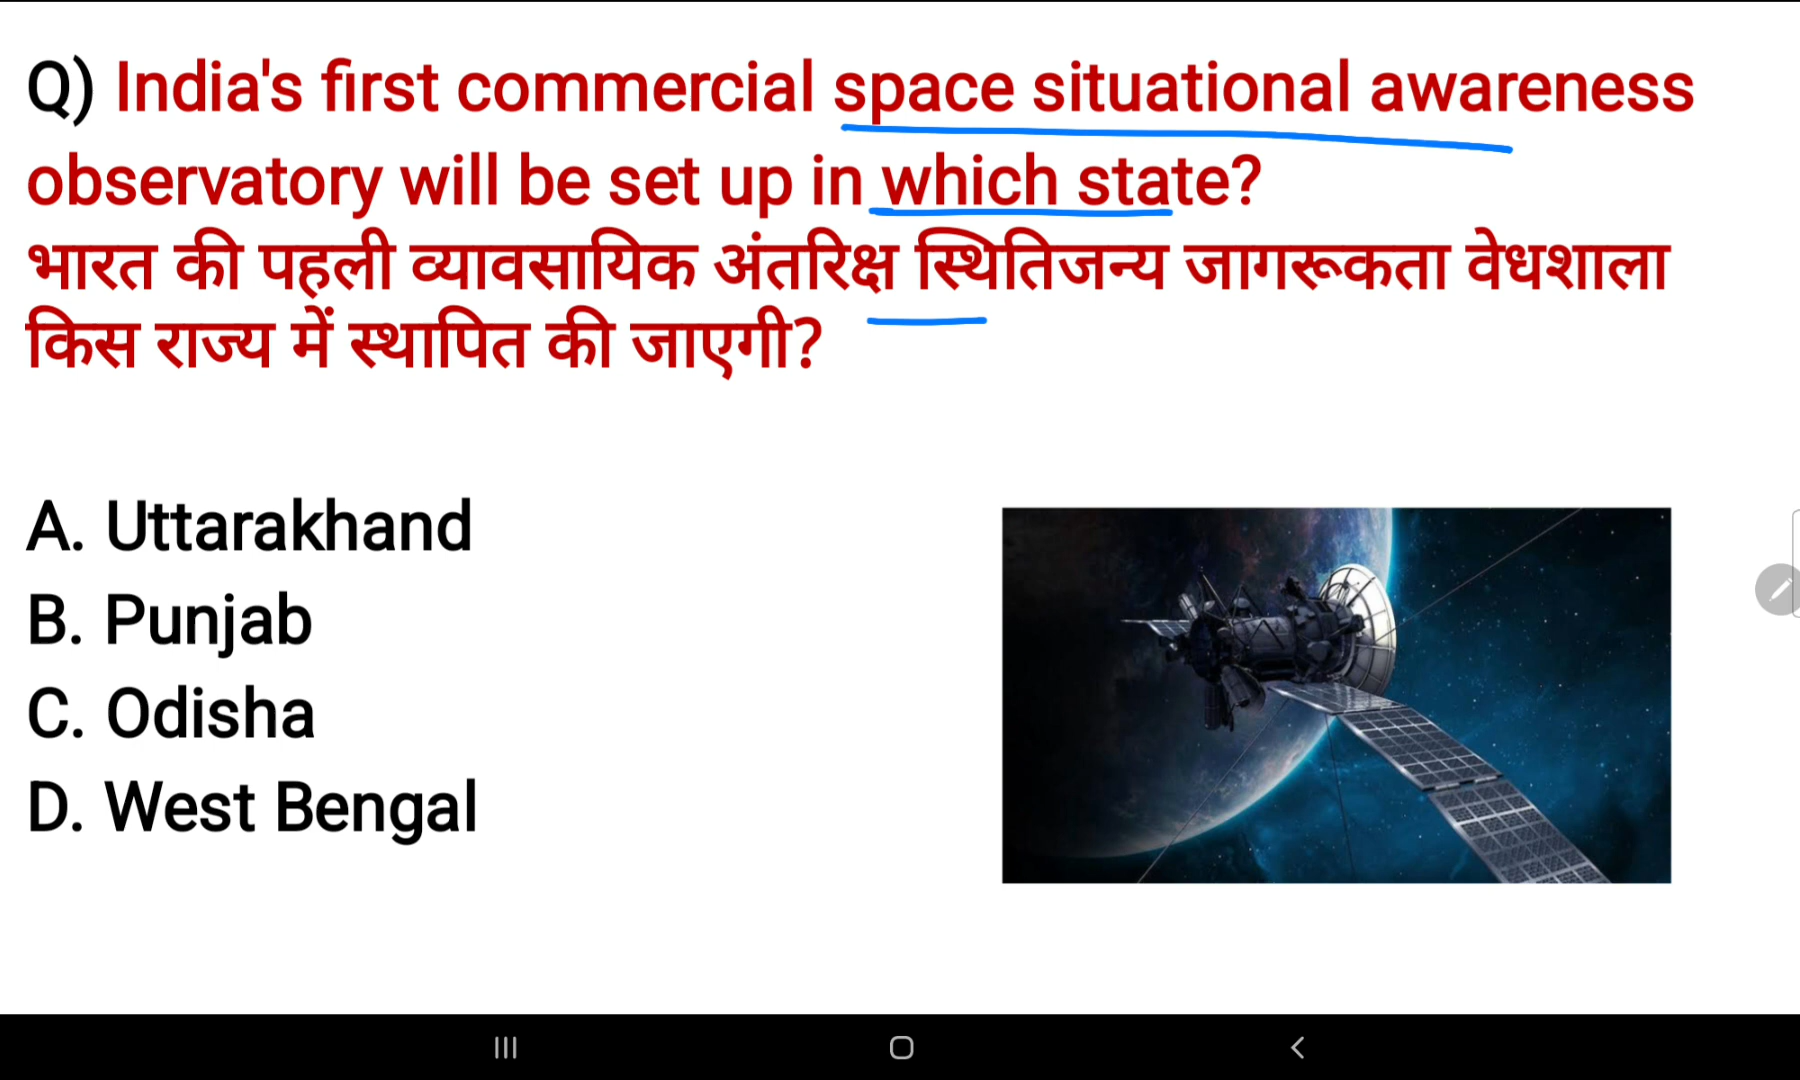 Q) India's first commercial space situational awareness
observatory will be set up in which state?
भारत की पहली व्यावसायिक अंतरिक्ष स्थितिजन्य जागरूकता वेधशाला
किस राज्य में स्थापित की जाएगी?
A. Uttarakhand
B. Punjab
C. Odisha
D. West Bengal